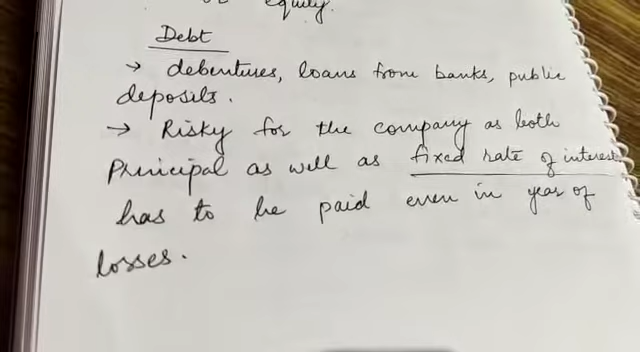 equity.
Debt
→ debentures, loans from banks, public
deposits.
→ Risky for the company as both
Principal as well as fixed rate of interest
has to be paid even in year of
losses.